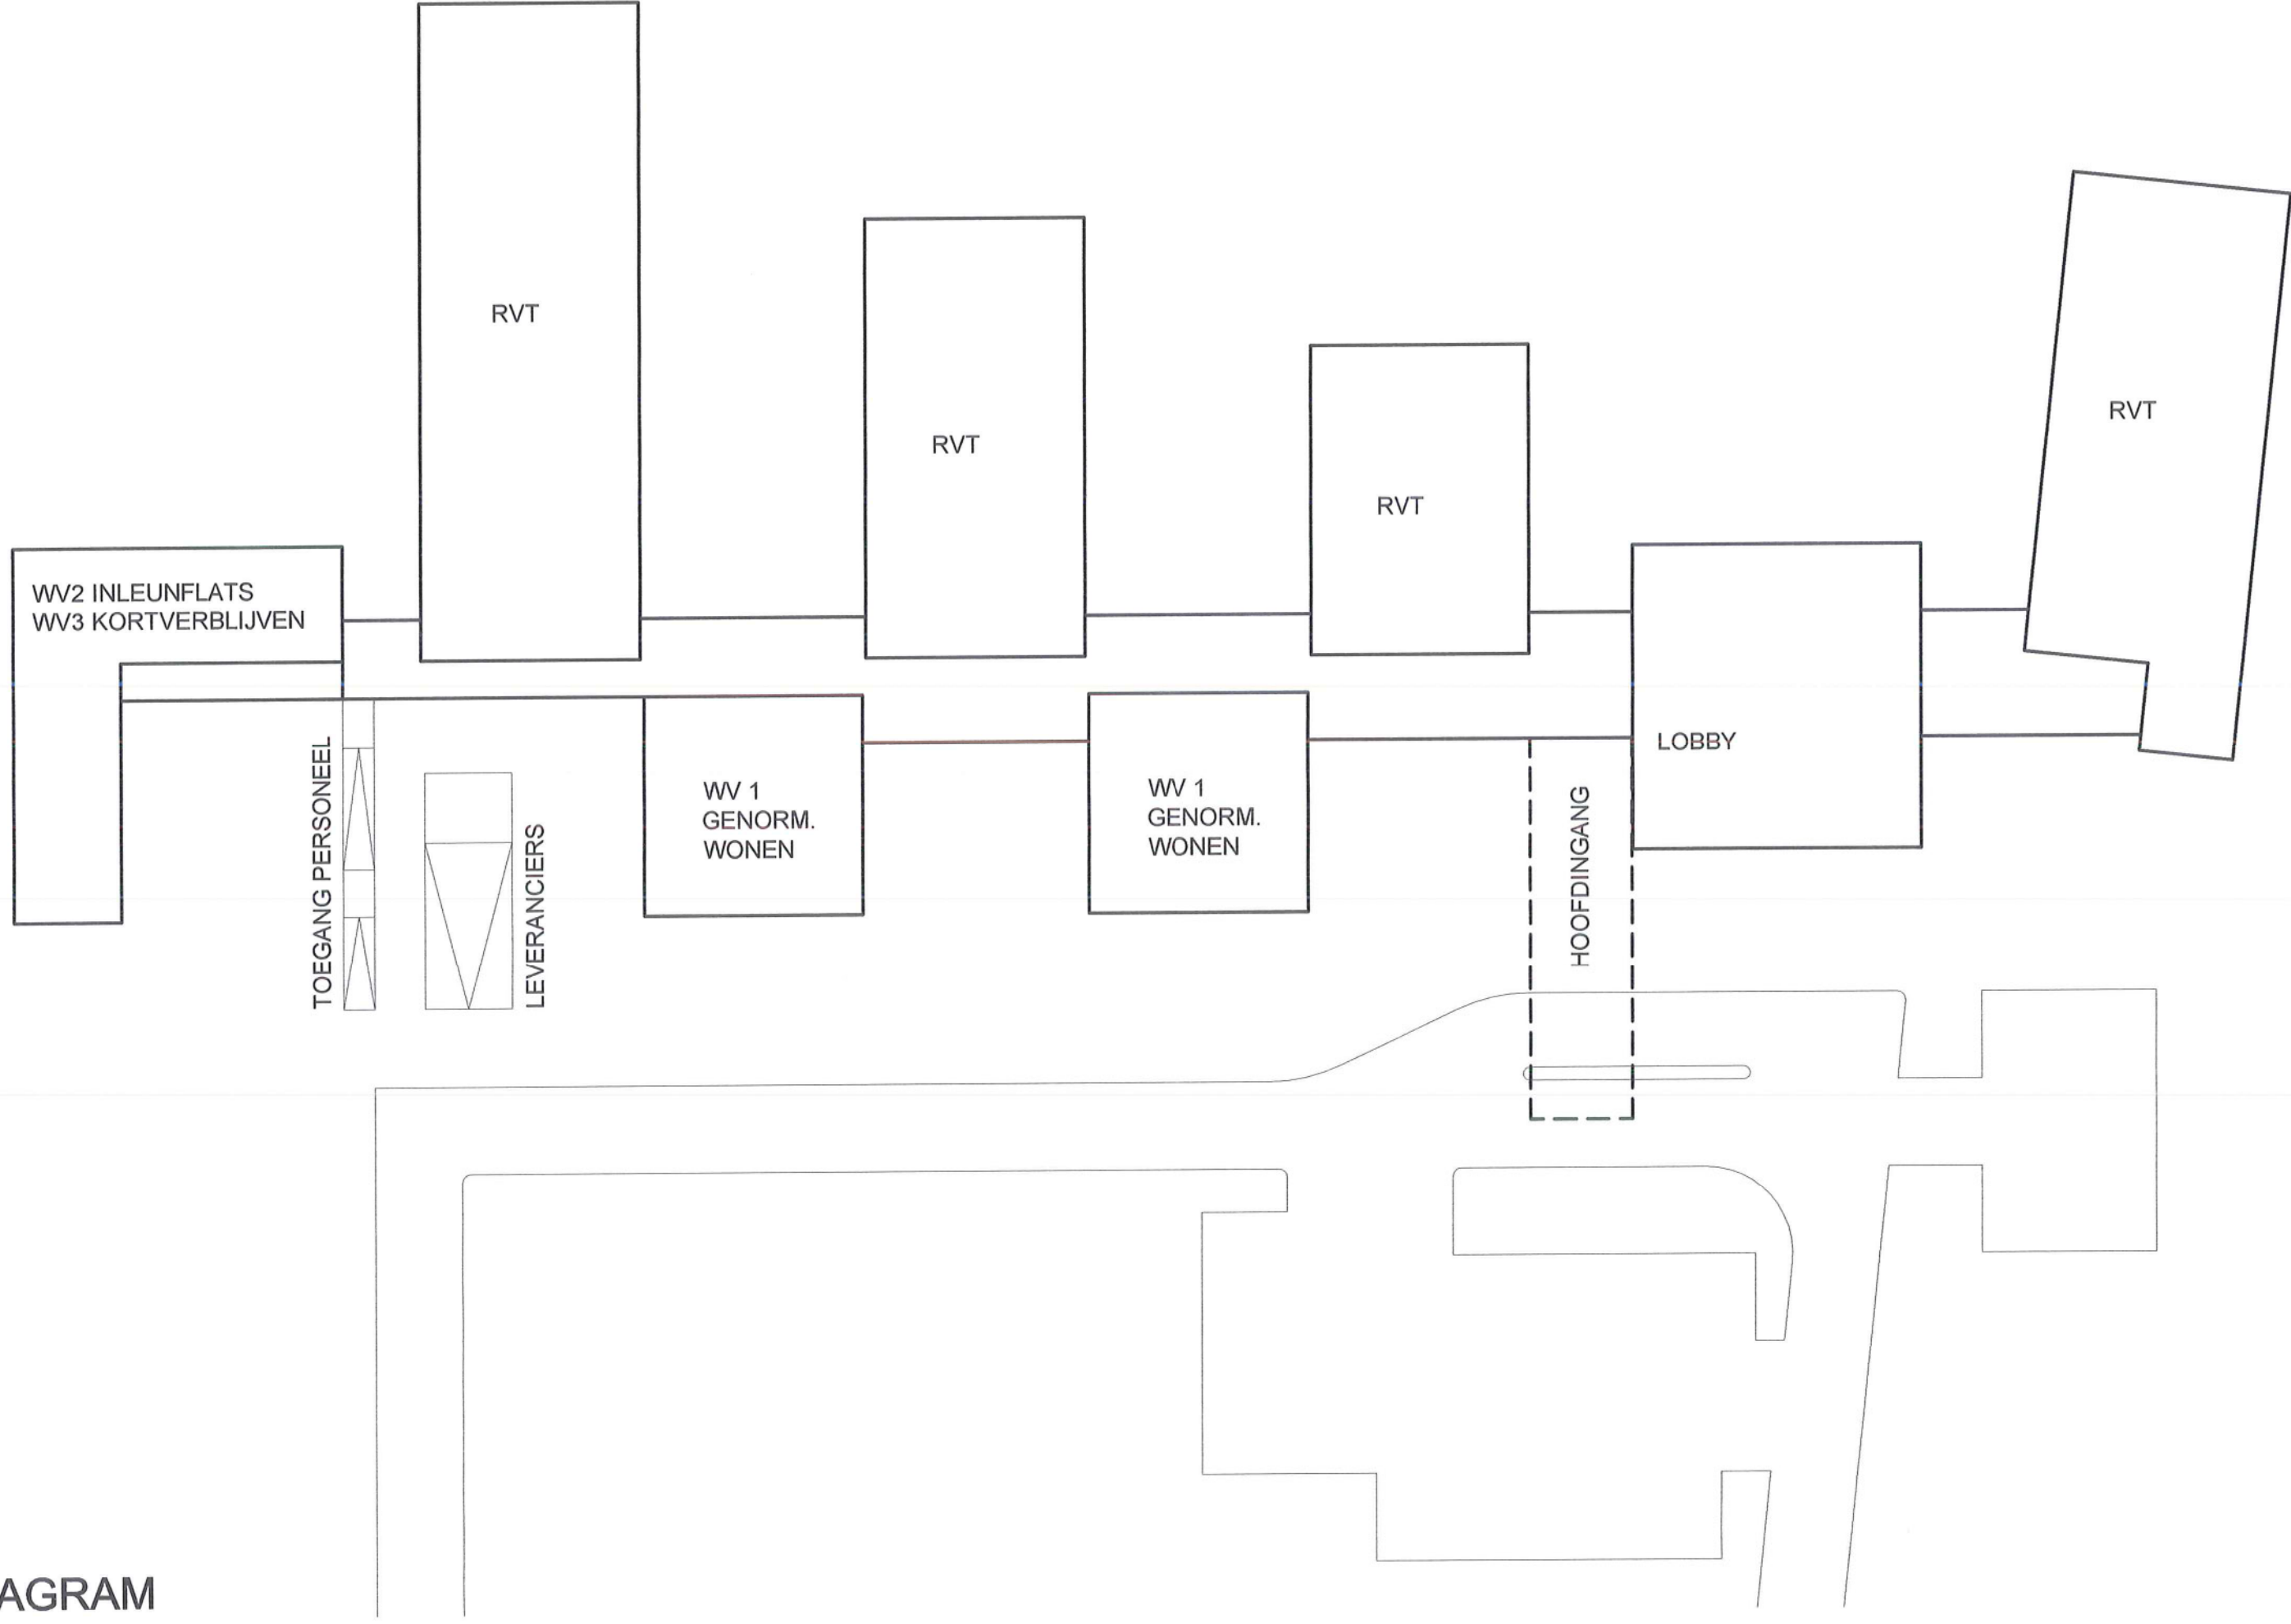 RVT
RVT
RVT
RVT
WV2 INLEUNFLATS
WV3 KORTVERBLIJVEN
LOBBY
TOEGANG PERSONEEL
LEVERANCIERS
WV 1
GENORM.
WONEN
WV 1
GENORM.
WONEN
HOOFDINGANG
AGRAM